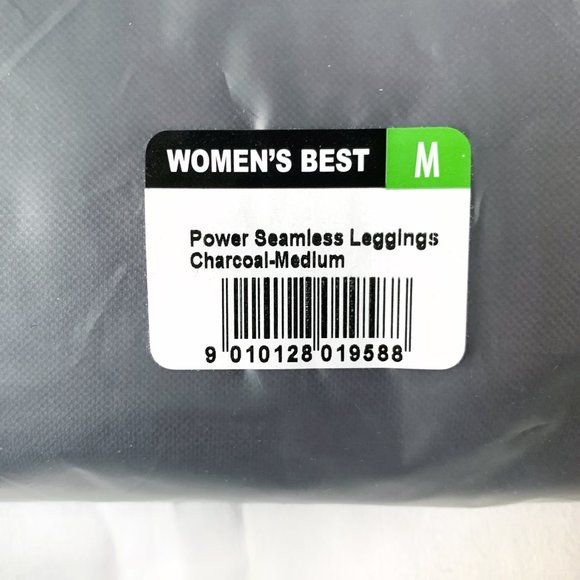 WOMEN'S BEST M
Power Seamless Leggings
Charcoal-Medium
9 010128 019588